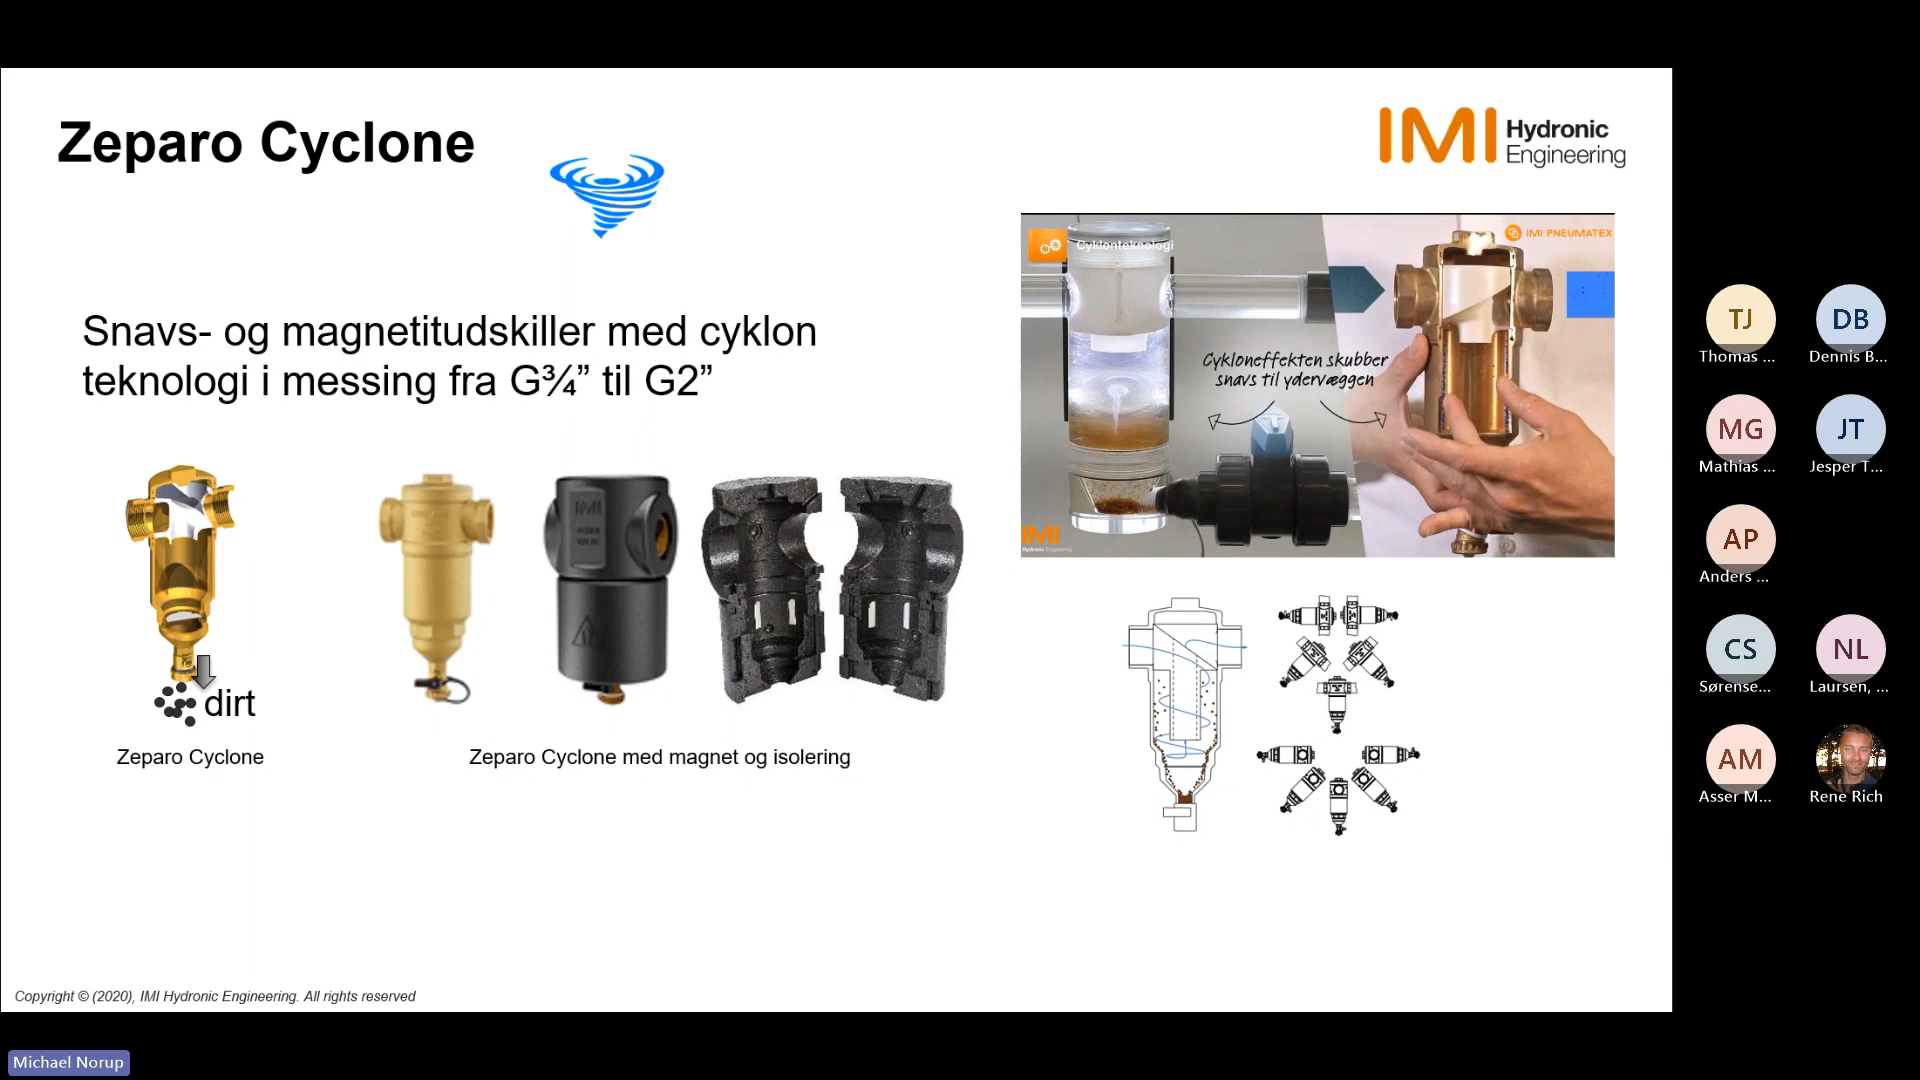 Zeparo Cyclone
IMI Hydronic
Engineering
Snavs- og magnetitudskiller med cyklon
teknologi i messing fra G¾” til G2”
Cyklonteknologi
IMI PNEUMATEX
Cykloneffekten skubber
snavs til ydervæggen
IMI
Hydronic Engineering
IMI
dirt
Zeparo Cyclone
Zeparo Cyclone med magnet og isolering
Copyright © (2020), IMI Hydronic Engineering. All rights reserved
Michael Norup
TJ
Thomas ...
DB
Dennis B...
MG
Mathias ...
JT
Jesper T...
AP
Anders ...
CS
Sørense...
NL
Laursen, ...
AM
Asser M...
Rene Rich